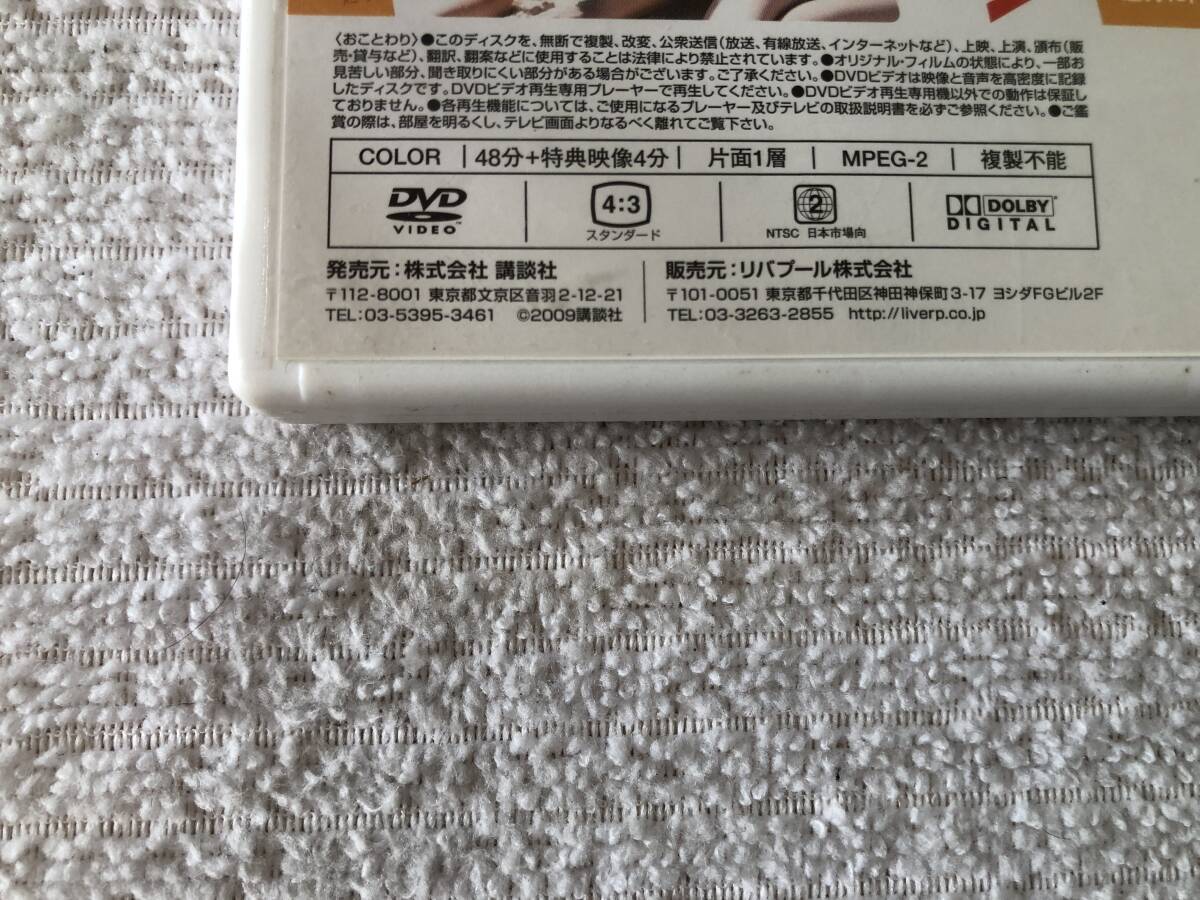 〈おことわり〉●このディスクを、無断で複製、改変、公衆送信(放送、有線放送、インターネットなど)、上映、上演、頒布(販
売・貸与など)、翻訳、翻案などに使用することは法律により禁止されています。●オリジナル・フィルムの状態により、一部お
見苦しい部分、聞き取りにくい部分がある場合がございます。ご了承ください。●DVDビデオは映像と音声を高密度に記録
したディスクです。DVDビデオ再生専用プレーヤーで再生してください。●DVDビデオ再生専用機以外での動作は保証し
ておりません。●各再生機能については、ご使用になるプレーヤー及びテレビの取扱説明書を必ずご参照ください。●ご鑑
賞の際は、部屋を明るくし、テレビ画面よりなるべく離れてご覧下さい。
COLOR 48分+特典映像4分 片面1層 MPEG-2 複製不能
DVD
VIDEO
4:3
スタンダード
2
NTSC 日本市場向
DOLBY
DIGITAL
発売元:株式会社 講談社
〒112-8001 東京都文京区音羽2-12-21
TEL:03-5395-3461 ©2009講談社
販売元:リバプール株式会社
〒101-0051 東京都千代田区神田神保町3-17 ヨシダFGビル2F
TEL:03-3263-2855 http://liverp.co.jp